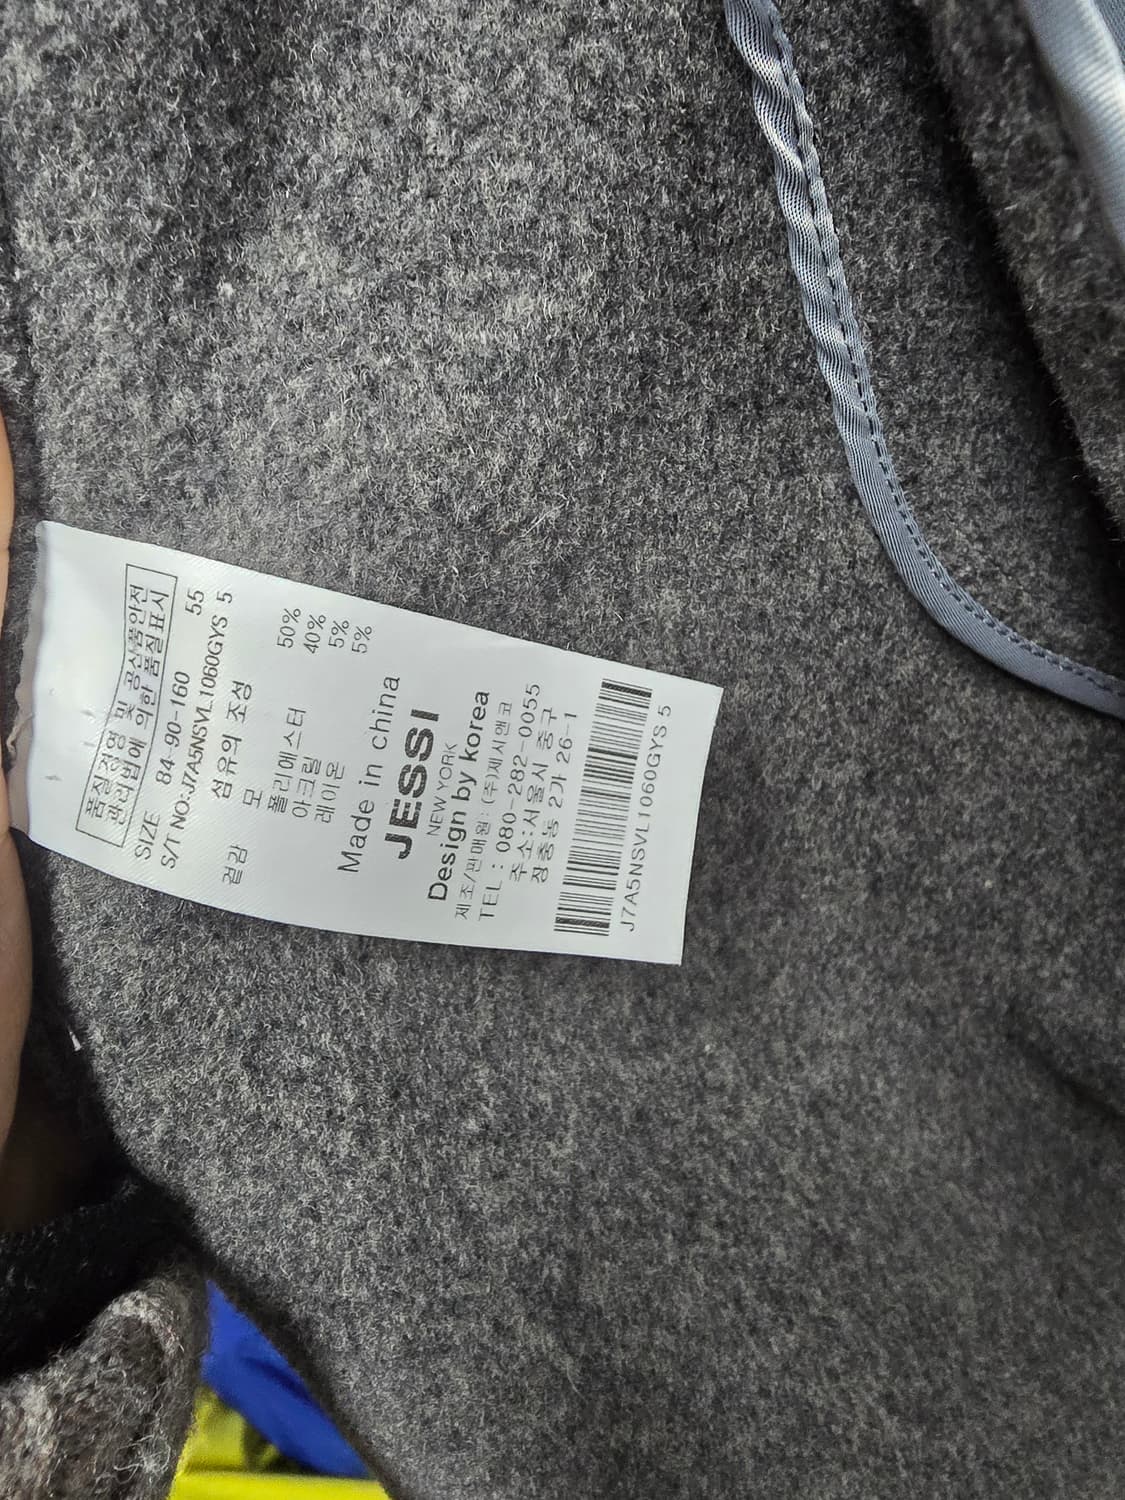 품질경영 및 공산품안전
관리법에 의한 품질표시
SIZE 84-90-160 55
S/T NO:J7A5NSVL1060GYS 5
섬유의 조성
겉감 모 50%
폴리에스터 40%
아크릴 5%
레이온 5%
Made in china
JESSI
NEW YORK
Design by korea
제조/판매원: (주)제시앤코
TEL : 080-282-0055
주소:서울시 중구
장충동 2가 26-1
J7A5NSVL1060GYS 5